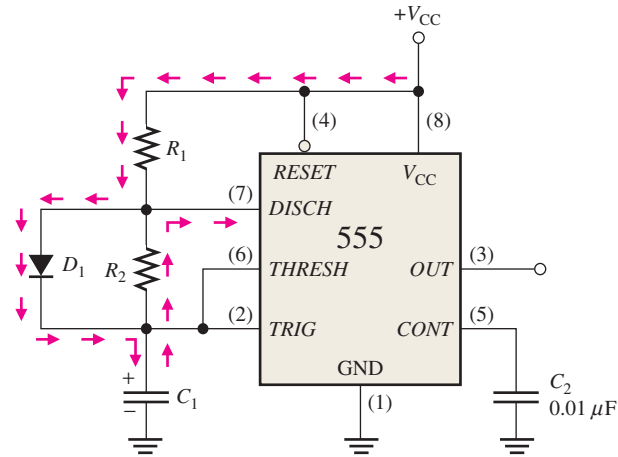 +V_CC
(4)
(8)
R_1
RESET
V_CC
(7)
DISCH
555
D_1
R_2
(6)
THRESH
OUT
(3)
(2)
TRIG
CONT
(5)
+
−
C_1
GND
(1)
C_2
0.01 μF